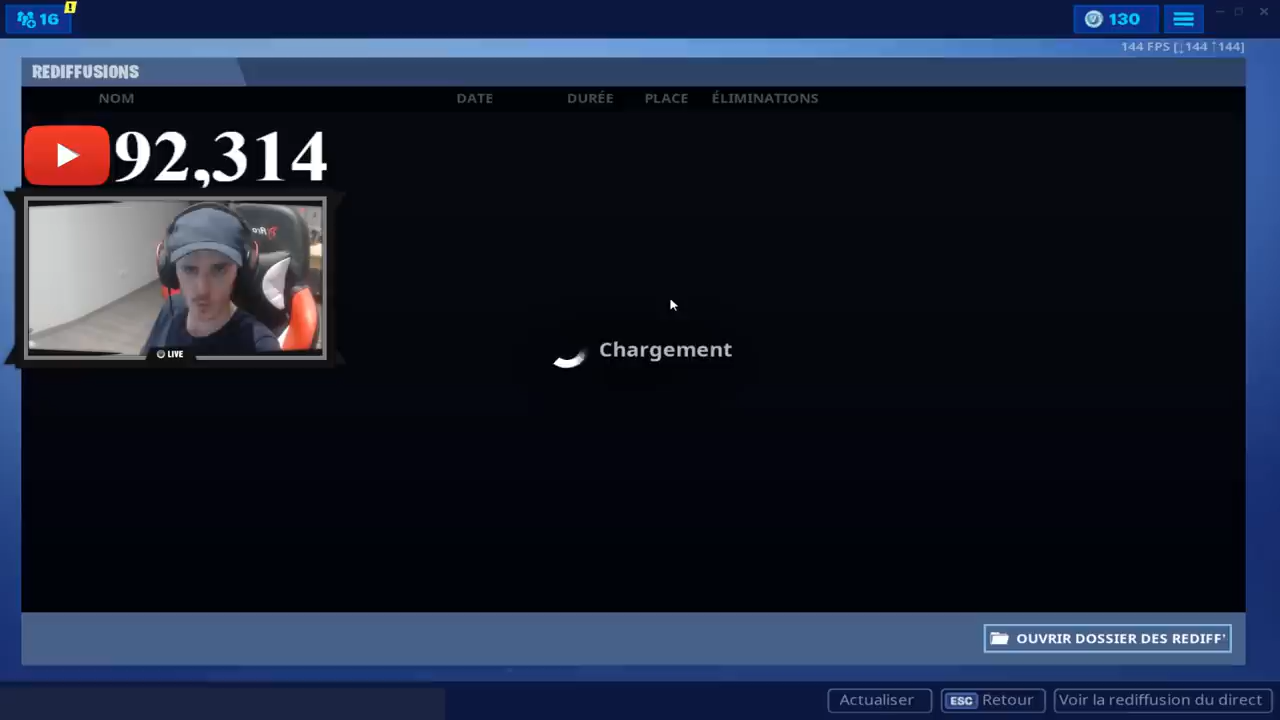 16 !
130
144 FPS [↓144 ↑144]
REDIFFUSIONS
NOM DATE DURÉE PLACE ÉLIMINATIONS
92,314
LIVE
Chargement
OUVRIR DOSSIER DES REDIFF'
Actualiser ESC Retour Voir la rediffusion du direct